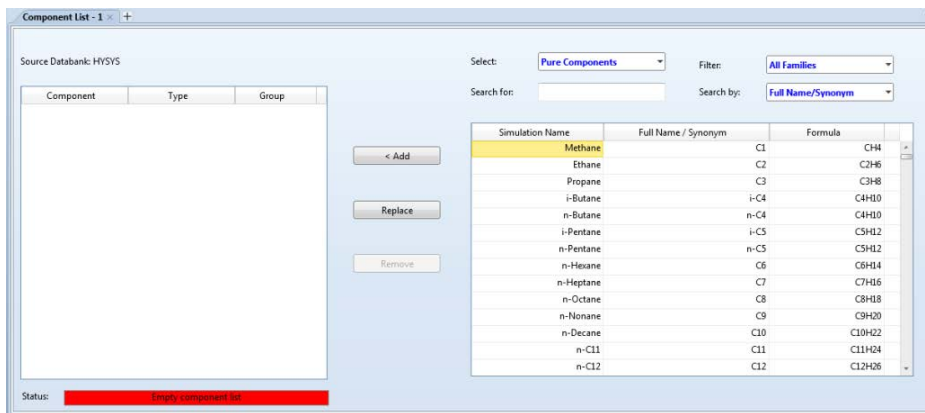 Component List - 1 × +
Source Databank: HYSYS
Select: Pure Components Filter: All Families
Search for: Search by: Full Name/Synonym
Component Type Group
Simulation Name Full Name / Synonym Formula
Methane C1 CH4
< Add
Ethane C2 C2H6
Propane C3 C3H8
i-Butane i-C4 C4H10
Replace
n-Butane n-C4 C4H10
i-Pentane i-C5 C5H12
n-Pentane n-C5 C5H12
Remove
n-Hexane C6 C6H14
n-Heptane C7 C7H16
n-Octane C8 C8H18
n-Nonane C9 C9H20
n-Decane C10 C10H22
n-C11 C11 C11H24
n-C12 C12 C12H26
Status: Empty component list